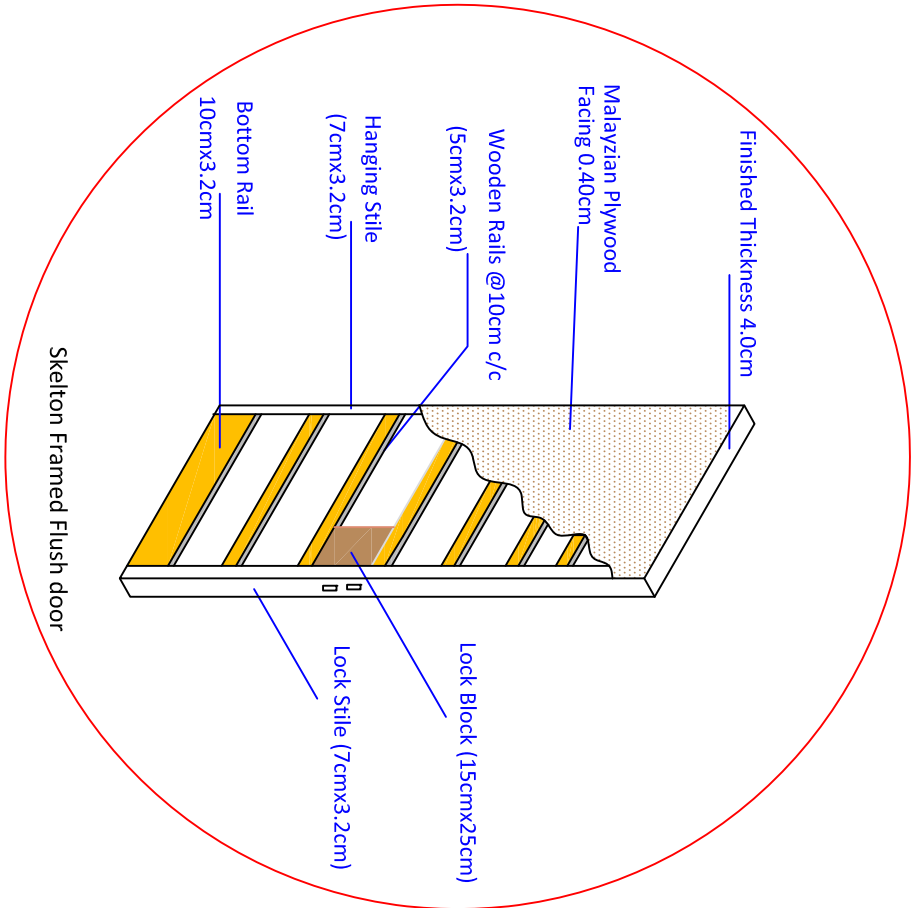 Finished Thickness 4.0cm
Malayzian Plywood
Facing 0.40cm
Wooden Rails @10cm c/c
(5cmx3.2cm)
Hanging Stile
(7cmx3.2cm)
Bottom Rail
10cmx3.2cm
Lock Block (15cmx25cm)
Lock Stile (7cmx3.2cm)
Skelton Framed Flush door